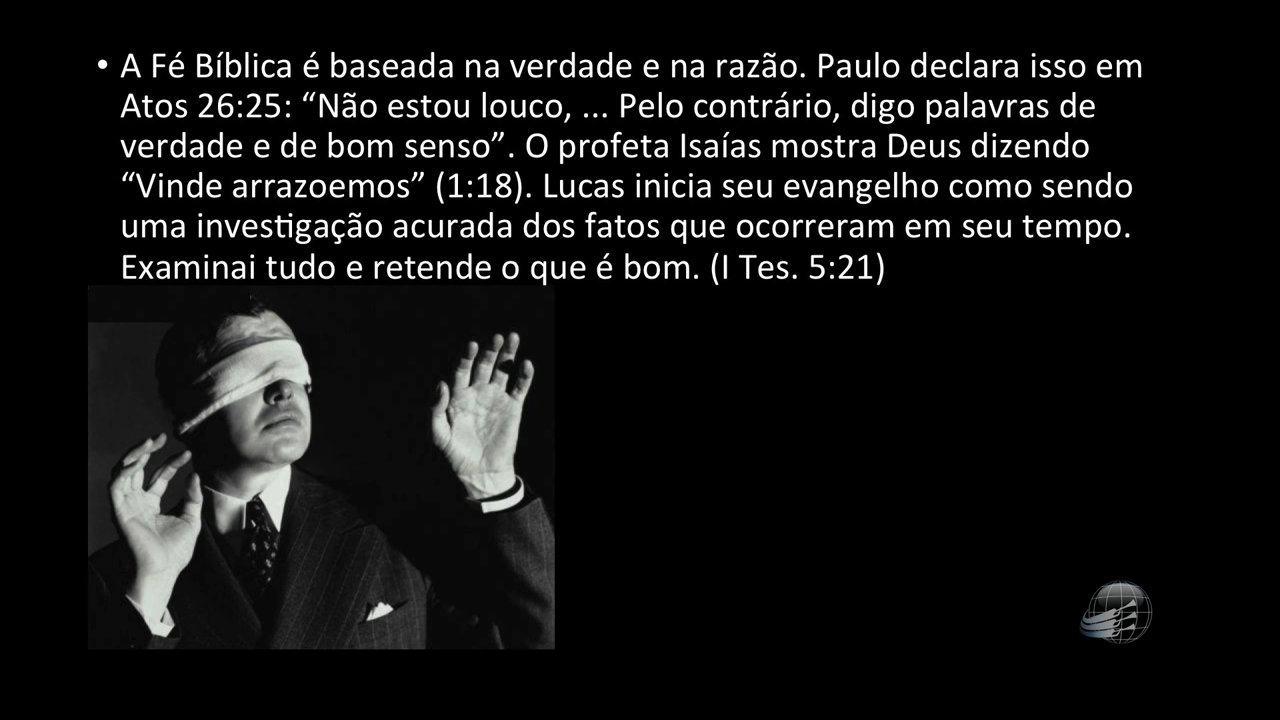 • A Fé Bíblica é baseada na verdade e na razão. Paulo declara isso em
Atos 26:25: “Não estou louco, ... Pelo contrário, digo palavras de
verdade e de bom senso”. O profeta Isaías mostra Deus dizendo
“Vinde arrazoemos” (1:18). Lucas inicia seu evangelho como sendo
uma investigação acurada dos fatos que ocorreram em seu tempo.
Examinai tudo e retende o que é bom. (I Tes. 5:21)